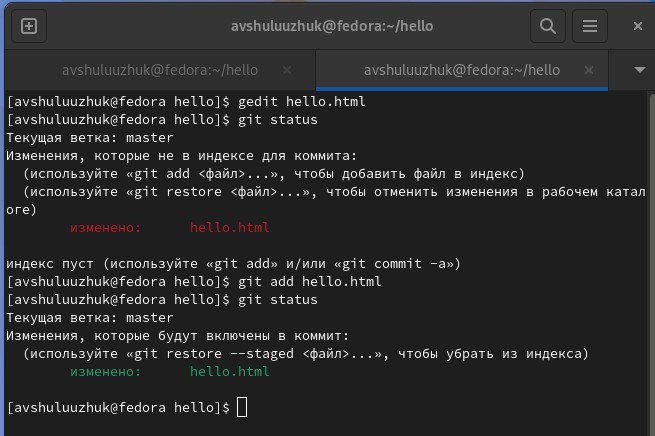 avshuluuzhuk@fedora:~/hello
avshuluuzhuk@fedora:~/hello
avshuluuzhuk@fedora:~/hello
[avshuluuzhuk@fedora hello]$ gedit hello.html
[avshuluuzhuk@fedora hello]$ git status
Текущая ветка: master
Изменения, которые не в индексе для коммита:
  (используйте «git add <файл>...», чтобы добавить файл в индекс)
  (используйте «git restore <файл>...», чтобы отменить изменения в рабочем катал
оге)
        изменено:      hello.html
индекс пуст (используйте «git add» и/или «git commit -a»)
[avshuluuzhuk@fedora hello]$ git add hello.html
[avshuluuzhuk@fedora hello]$ git status
Текущая ветка: master
Изменения, которые будут включены в коммит:
  (используйте «git restore --staged <файл>...», чтобы убрать из индекса)
        изменено:      hello.html
[avshuluuzhuk@fedora hello]$